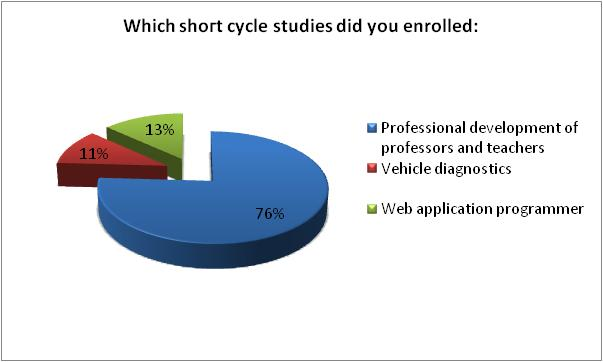 Which short cycle studies did you enrolled:
13%
11%
76%
Professional development of
professors and teachers
Vehicle diagnostics
Web application programmer